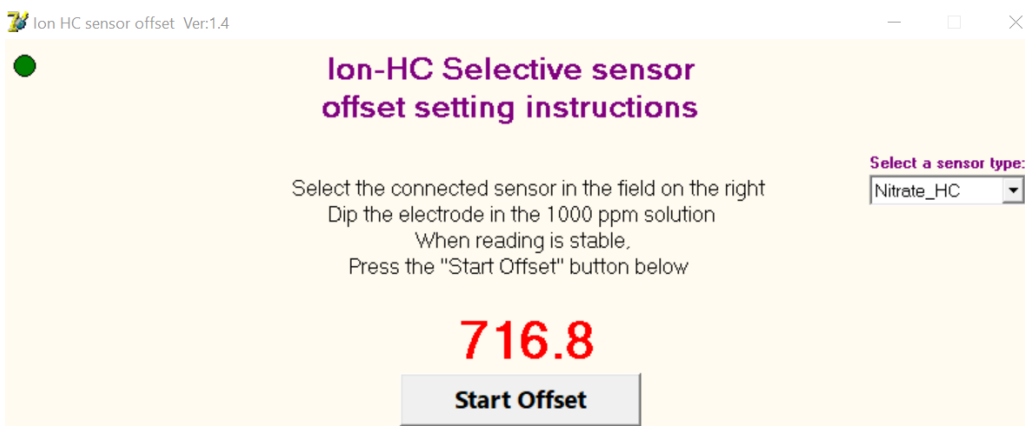 Ion HC sensor offset Ver:1.4
Ion-HC Selective sensor
offset setting instructions
Select a sensor type:
Nitrate_HC
Select the connected sensor in the field on the right
Dip the electrode in the 1000 ppm solution
When reading is stable,
Press the "Start Offset" button below
716.8
Start Offset